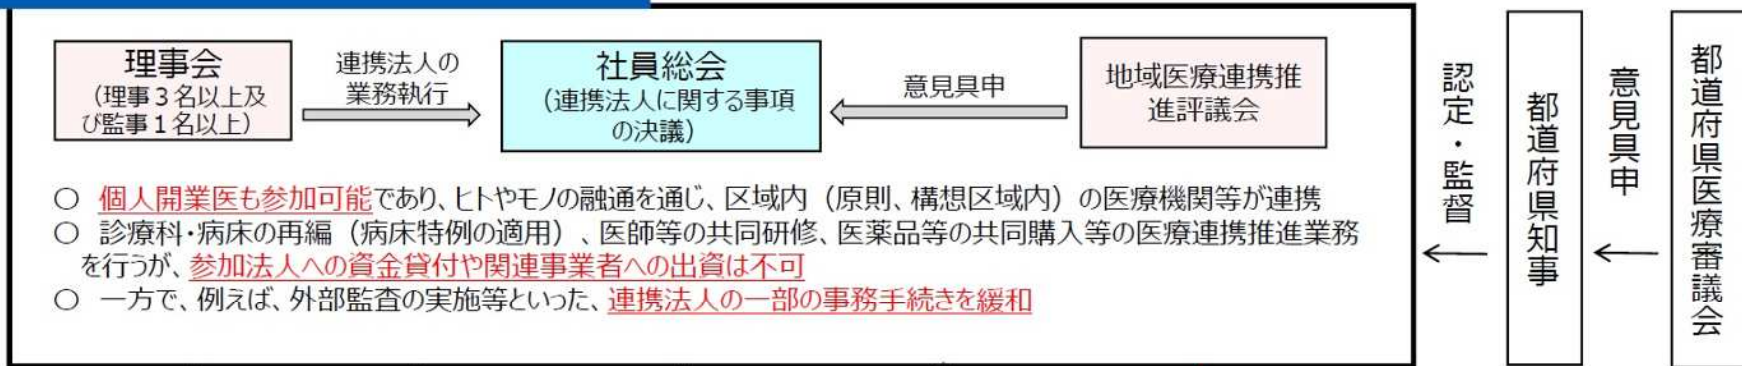 理事会
（理事３名以上及
び監事１名以上）
連携法人の
業務執行
社員総会
（連携法人に関する事項
の決議）
意見具申
地域医療連携推
進評議会
○ 個人開業医も参加可能であり、ヒトやモノの融通を通じ、区域内（原則、構想区域内）の医療機関等が連携
○ 診療科・病床の再編（病床特例の適用）、医師等の共同研修、医薬品等の共同購入等の医療連携推進業務
を行うが、参加法人への資金貸付や関連事業者への出資は不可
○ 一方で、例えば、外部監査の実施等といった、連携法人の一部の事務手続きを緩和
認定・監督
都道府県知事
意見具申
都道府県医療審議会